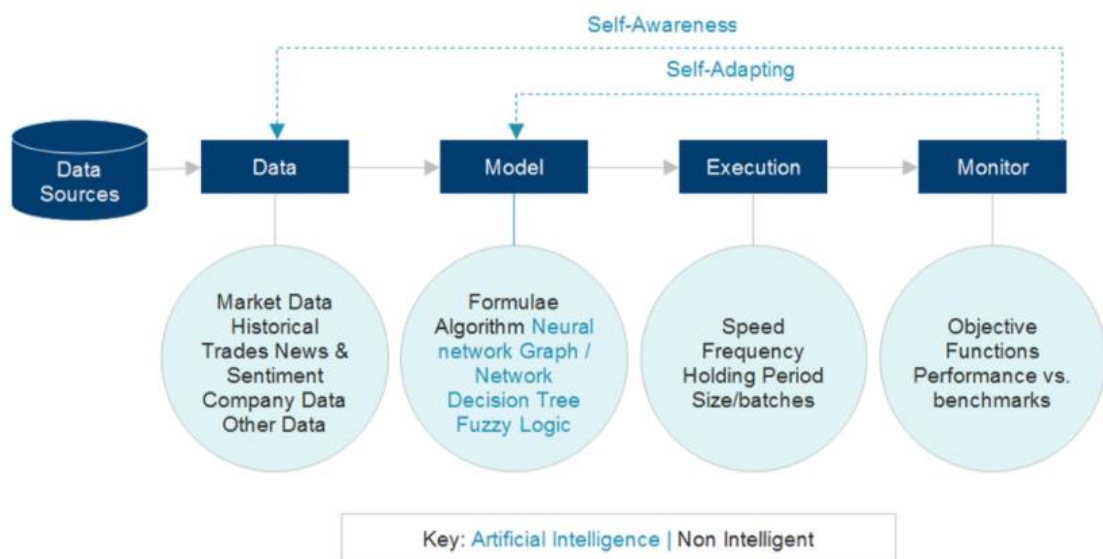 Self-Awareness
Self-Adapting
Data
Sources
Data
Model
Execution
Monitor
Market Data
Historical
Trades News &
Sentiment
Company Data
Other Data
Formulae
Algorithm Neural
network Graph /
Network
Decision Tree
Fuzzy Logic
Speed
Frequency
Holding Period
Size/batches
Objective
Functions
Performance vs.
benchmarks
Key: Artificial Intelligence | Non Intelligent